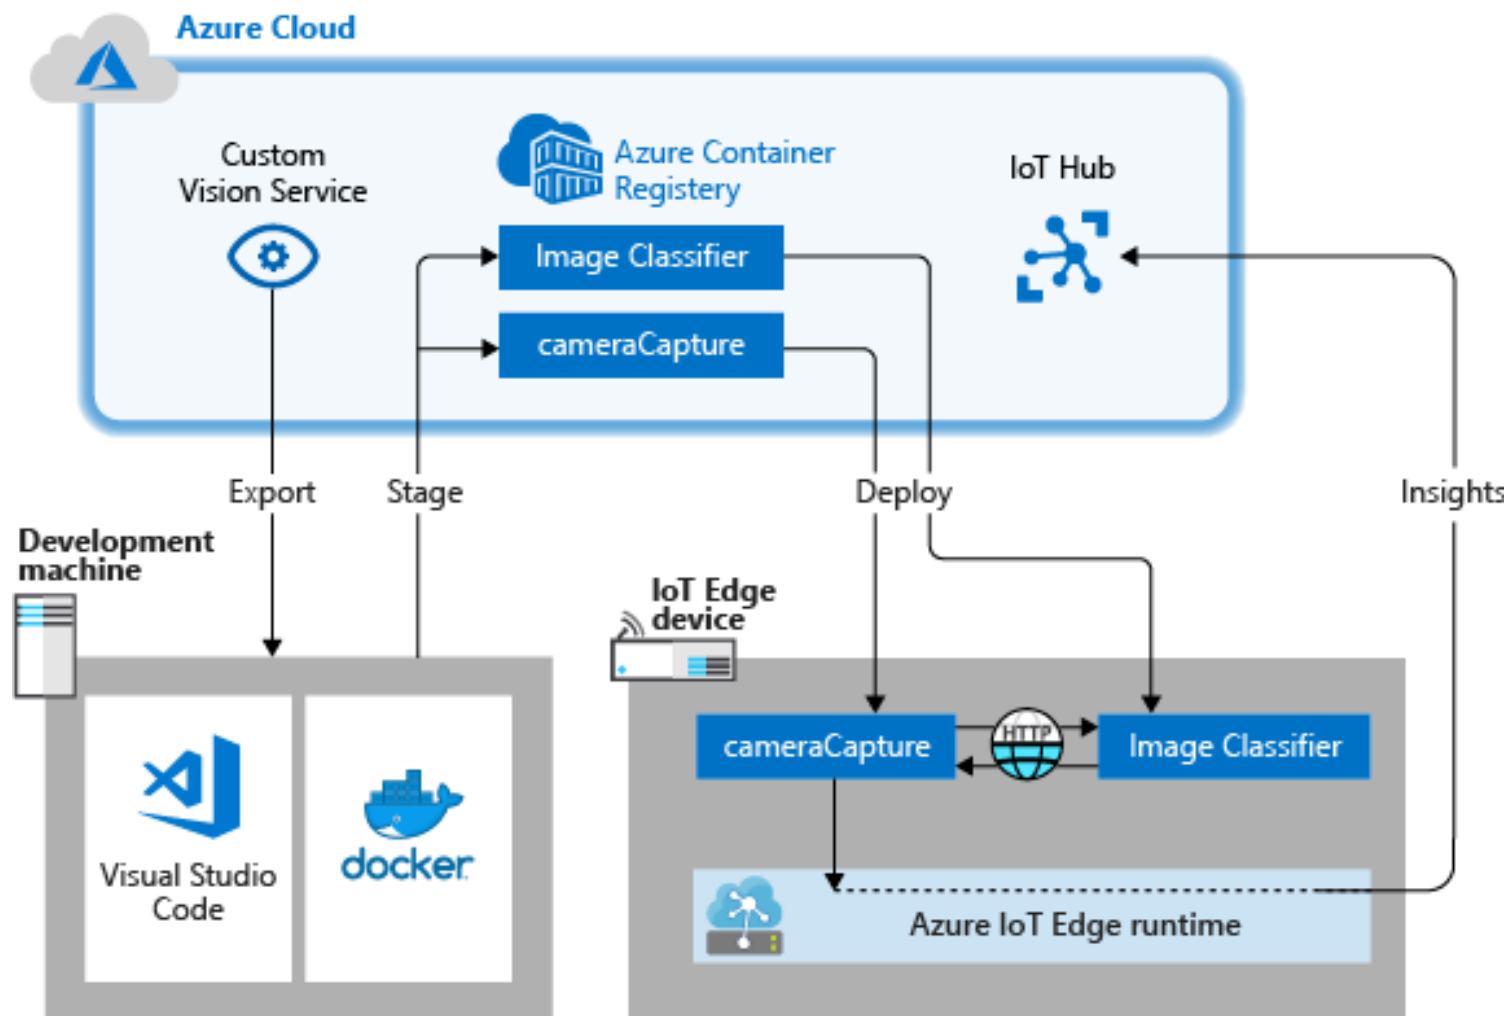 Azure Cloud
Custom
Vision Service
Azure Container
Registery
IoT Hub
Image Classifier
cameraCapture
Export
Stage
Deploy
Insights
Development
machine
IoT Edge
device
Visual Studio
Code
docker
cameraCapture
HTTP
Image Classifier
Azure IoT Edge runtime